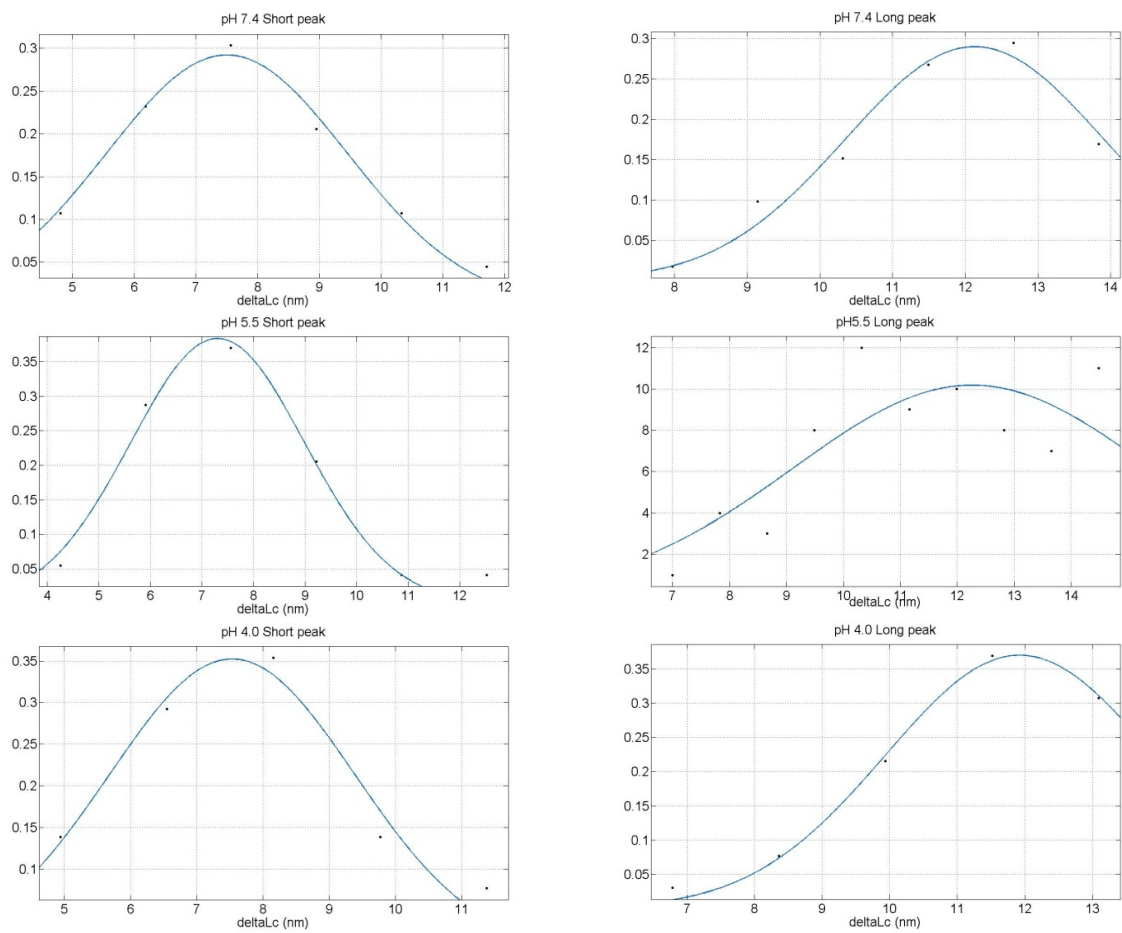 pH 7.4 Short peak
0.3
0.25
0.2
0.15
0.1
0.05
5 6 7 8 9 10 11 12
deltaLc (nm)
pH 7.4 Long peak
0.3
0.25
0.2
0.15
0.1
0.05
8 9 10 11 12 13 14
deltaLc (nm)
pH 5.5 Short peak
0.35
0.3
0.25
0.2
0.15
0.1
0.05
4 5 6 7 8 9 10 11 12
deltaLc (nm)
pH5.5 Long peak
12
10
8
6
4
2
7 8 9 10 11 12 13 14
deltaLc (nm)
pH 4.0 Short peak
0.35
0.3
0.25
0.2
0.15
0.1
5 6 7 8 9 10 11
deltaLc (nm)
pH 4.0 Long peak
0.35
0.3
0.25
0.2
0.15
0.1
0.05
7 8 9 10 11 12 13
deltaLc (nm)